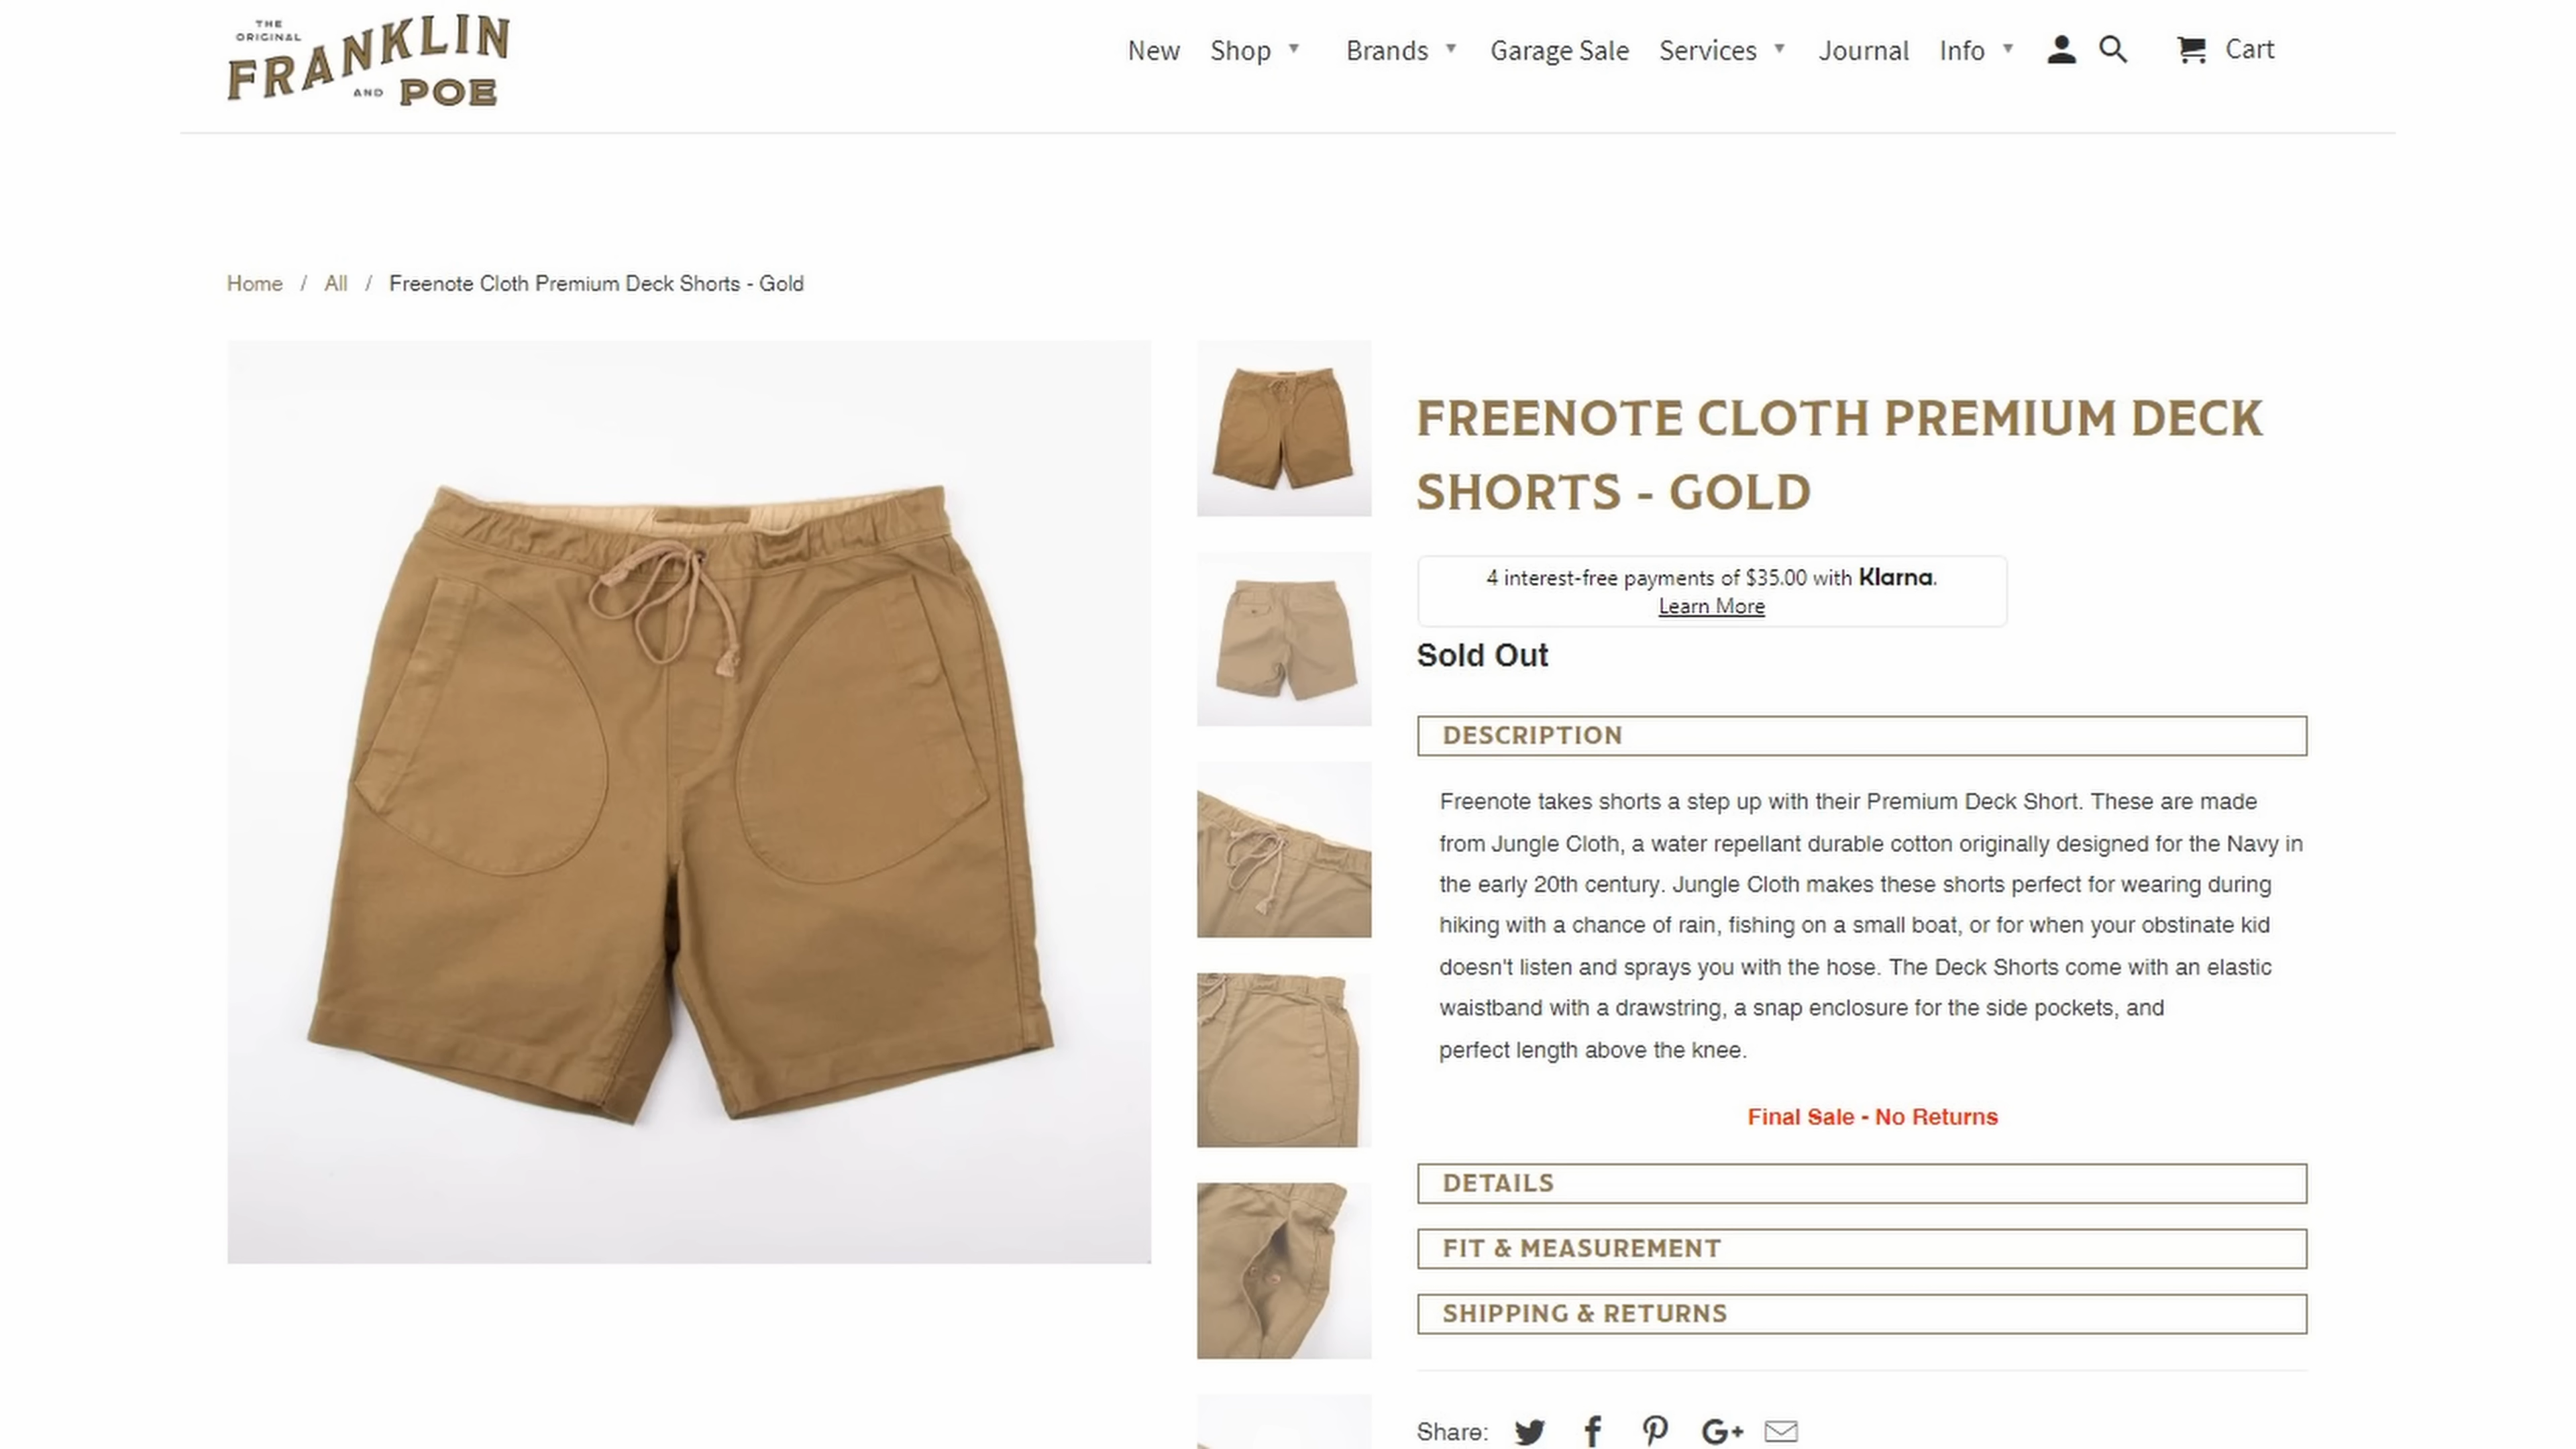 THE
ORIGINAL
FRANKLIN
AND POE
New Shop Brands Garage Sale Services Journal Info Cart
Home / All / Freenote Cloth Premium Deck Shorts - Gold
FREENOTE CLOTH PREMIUM DECK
SHORTS - GOLD
4 interest-free payments of $35.00 with Klarna.
Learn More
Sold Out
DESCRIPTION
Freenote takes shorts a step up with their Premium Deck Short. These are made
from Jungle Cloth, a water repellant durable cotton originally designed for the Navy in
the early 20th century. Jungle Cloth makes these shorts perfect for wearing during
hiking with a chance of rain, fishing on a small boat, or for when your obstinate kid
doesn't listen and sprays you with the hose. The Deck Shorts come with an elastic
waistband with a drawstring, a snap enclosure for the side pockets, and
perfect length above the knee.
Final Sale - No Returns
DETAILS
FIT & MEASUREMENT
SHIPPING & RETURNS
Share: G+